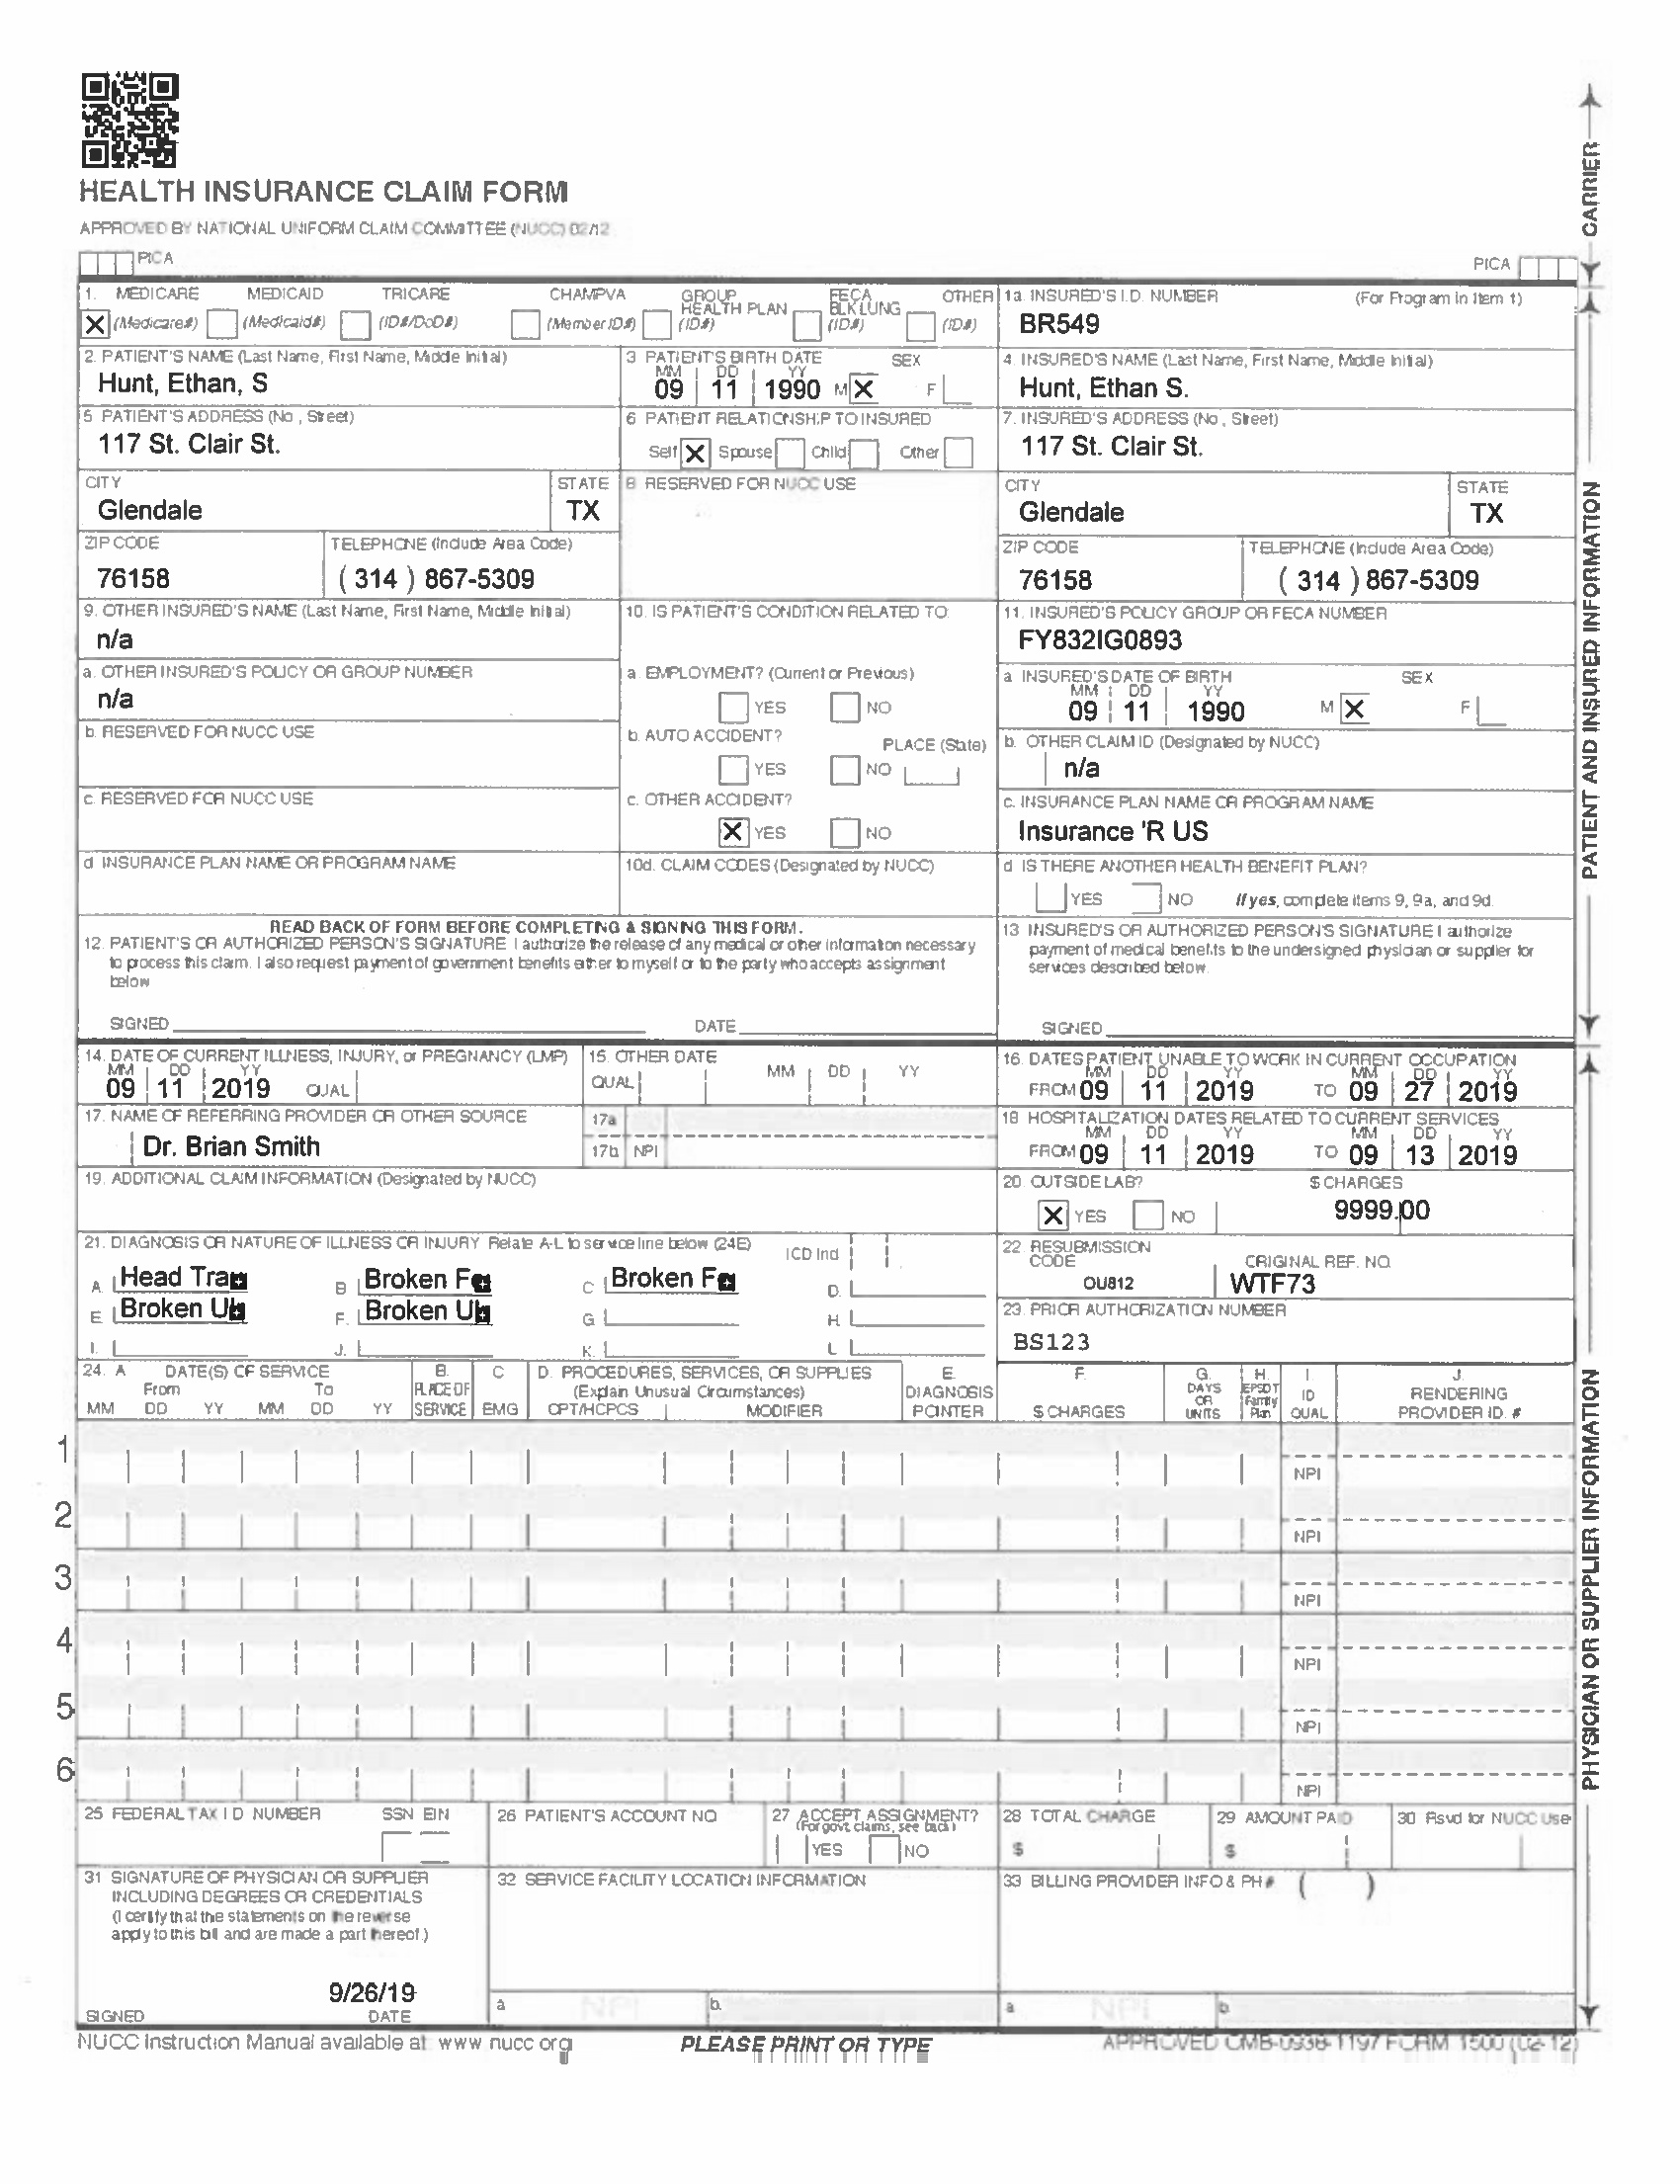 HEALTH INSURANCE CLAIM FORM
APPROVED BY NATIONAL UNIFORM CLAIM COMMITTEE (NUCC) 02/12
PICA
PICA
CARRIER
1. MEDICARE MEDICAID TRICARE CHAMPVA GROUP HEALTH PLAN FECA BLK LUNG OTHER
X (Medicare#) (Medicaid#) (ID#/DoD#) (Member ID#) (ID#) (ID#) (ID#)
1a. INSURED'S I.D. NUMBER (For Program in Item 1)
BR549
2. PATIENT'S NAME (Last Name, First Name, Middle Initial)
Hunt, Ethan, S
3 PATIENT'S BIRTH DATE SEX
MM DD YY
09 11 1990 M X F
4. INSURED'S NAME (Last Name, First Name, Middle Initial)
Hunt, Ethan S.
5 PATIENT'S ADDRESS (No., Street)
117 St. Clair St.
6 PATIENT RELATIONSHIP TO INSURED
Self X Spouse Child Other
7. INSURED'S ADDRESS (No., Street)
117 St. Clair St.
CITY STATE
Glendale TX
8 RESERVED FOR NUCC USE
CITY STATE
Glendale TX
ZIP CODE TELEPHONE (Include Area Code)
76158 ( 314 ) 867-5309
ZIP CODE TELEPHONE (Include Area Code)
76158 ( 314 ) 867-5309
9. OTHER INSURED'S NAME (Last Name, First Name, Middle Initial)
n/a
10. IS PATIENT'S CONDITION RELATED TO:
11. INSURED'S POLICY GROUP OR FECA NUMBER
FY832IG0893
a. OTHER INSURED'S POLICY OR GROUP NUMBER
n/a
a. EMPLOYMENT? (Current or Previous)
YES NO
a INSURED'S DATE OF BIRTH SEX
MM DD YY
09 11 1990 M X F
b. RESERVED FOR NUCC USE
b. AUTO ACCIDENT? PLACE (State)
YES NO
b. OTHER CLAIM ID (Designated by NUCC)
n/a
c. RESERVED FOR NUCC USE
c. OTHER ACCIDENT?
X YES NO
c. INSURANCE PLAN NAME OR PROGRAM NAME
Insurance 'R US
d INSURANCE PLAN NAME OR PROGRAM NAME
10d. CLAIM CODES (Designated by NUCC)
d IS THERE ANOTHER HEALTH BENEFIT PLAN?
YES NO If yes, complete items 9, 9a, and 9d.
PATIENT AND INSURED INFORMATION
READ BACK OF FORM BEFORE COMPLETING & SIGNING THIS FORM.
12. PATIENT'S OR AUTHORIZED PERSON'S SIGNATURE I authorize the release of any medical or other information necessary
to process this claim. I also request payment of government benefits either to myself or to the party who accepts assignment
below
SIGNED DATE
13 INSURED'S OR AUTHORIZED PERSON'S SIGNATURE I authorize
payment of medical benefits to the undersigned physician or supplier for
services described below.
SIGNED
14. DATE OF CURRENT ILLNESS, INJURY, or PREGNANCY (LMP)
MM DD YY
09 11 2019 QUAL
15. OTHER DATE
QUAL MM DD YY
16. DATES PATIENT UNABLE TO WORK IN CURRENT OCCUPATION
MM DD YY MM DD YY
FROM 09 11 2019 TO 09 27 2019
17. NAME OF REFERRING PROVIDER OR OTHER SOURCE
Dr. Brian Smith
17a
17b NPI
18 HOSPITALIZATION DATES RELATED TO CURRENT SERVICES
MM DD YY MM DD YY
FROM 09 11 2019 TO 09 13 2019
19. ADDITIONAL CLAIM INFORMATION (Designated by NUCC)
20. OUTSIDE LAB? $ CHARGES
X YES NO 9999.00
21. DIAGNOSIS OR NATURE OF ILLNESS OR INJURY Relate A-L to service line below (24E) ICD Ind
A. Head Trau B Broken Fe C Broken Fe D.
E. Broken Ul F. Broken Ul G H.
I. J. K. L
22. RESUBMISSION CODE ORIGINAL REF. NO.
OU812 WTF73
23. PRIOR AUTHORIZATION NUMBER
BS123
24. A DATE(S) OF SERVICE B. C D. PROCEDURES, SERVICES, OR SUPPLIES E. F. G. H. I. J.
From To PLACE OF (Explain Unusual Circumstances) DIAGNOSIS DAYS OR EPSDT Family ID RENDERING
MM DD YY MM DD YY SERVICE EMG CPT/HCPCS MODIFIER POINTER $ CHARGES UNITS Plan QUAL PROVIDER ID. #
1 NPI
2 NPI
3 NPI
4 NPI
5 NPI
6 NPI
PHYSICIAN OR SUPPLIER INFORMATION
25 FEDERAL TAX I D NUMBER SSN EIN
26 PATIENT'S ACCOUNT NO.
27 ACCEPT ASSIGNMENT?
(For govt. claims, see back)
YES NO
28 TOTAL CHARGE
$
29 AMOUNT PAID
$
30 Rsvd for NUCC Use
31 SIGNATURE OF PHYSICIAN OR SUPPLIER
INCLUDING DEGREES OR CREDENTIALS
(I certify that the statements on the reverse
apply to this bill and are made a part thereof.)
9/26/19
SIGNED DATE
32 SERVICE FACILITY LOCATION INFORMATION
a NPI b.
33 BILLING PROVIDER INFO & PH # ( )
a. NPI b
NUCC Instruction Manual available at: www nucc org
PLEASE PRINT OR TYPE
APPROVED OMB-0938-1197 FORM 1500 (02-12)